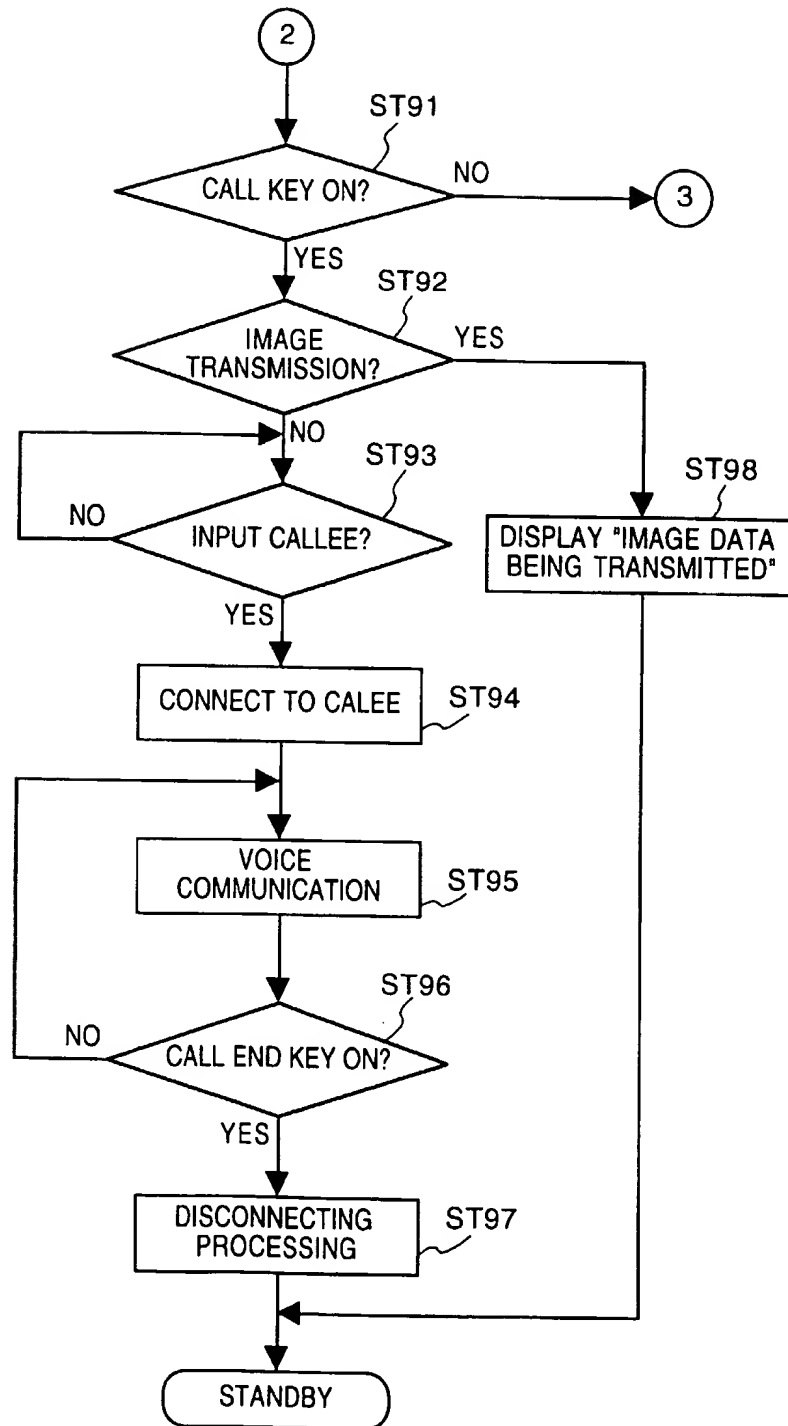 2
ST91
CALL KEY ON?
NO
3
YES
ST92
IMAGE
TRANSMISSION?
YES
NO
ST93
NO
INPUT CALLEE?
YES
ST98
DISPLAY "IMAGE DATA
BEING TRANSMITTED"
CONNECT TO CALEE
ST94
VOICE
COMMUNICATION
ST95
ST96
NO
CALL END KEY ON?
YES
DISCONNECTING
PROCESSING
ST97
STANDBY